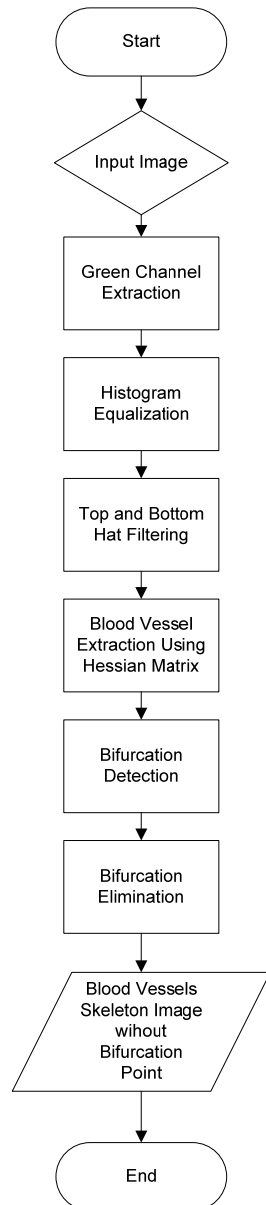 Start
Input Image
Green Channel
Extraction
Histogram
Equalization
Top and Bottom
Hat Filtering
Blood Vessel
Extraction Using
Hessian Matrix
Bifurcation
Detection
Bifurcation
Elimination
Blood Vessels
Skeleton Image
wihout
Bifurcation
Point
End